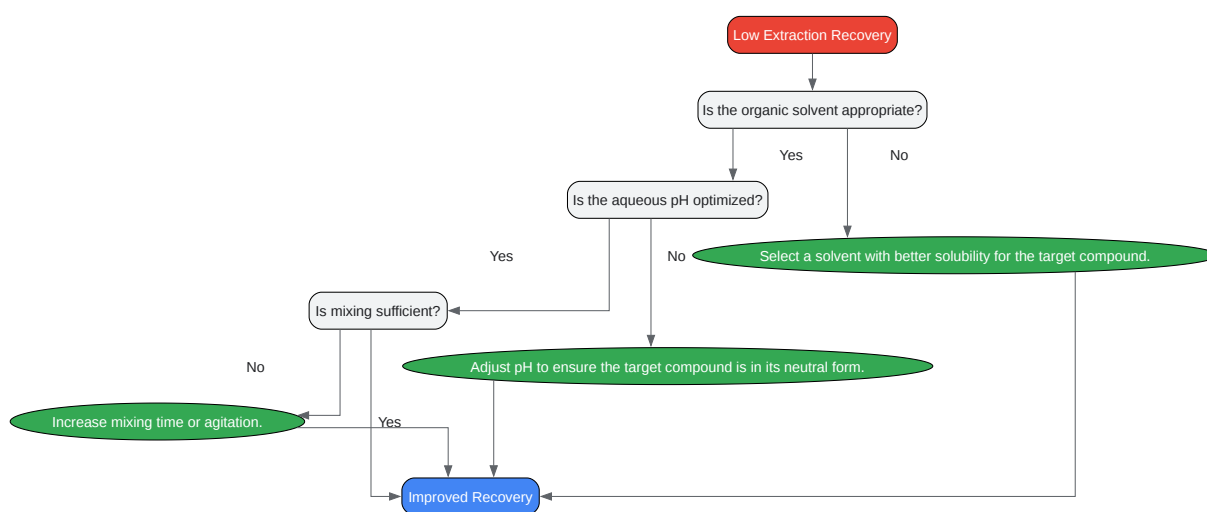 Low Extraction Recovery
Is the organic solvent appropriate?
Yes
No
Is the aqueous pH optimized?
Yes
No
Select a solvent with better solubility for the target compound.
Is mixing sufficient?
No
Adjust pH to ensure the target compound is in its neutral form.
Increase mixing time or agitation.
Yes
Improved Recovery